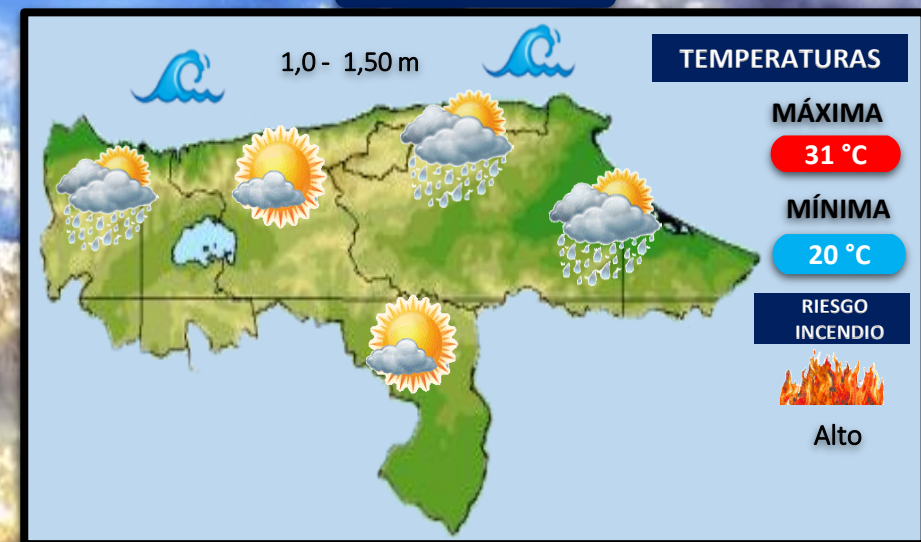 1,0 - 1,50 m
TEMPERATURAS
MÁXIMA
31 °C
MÍNIMA
20 °C
RIESGO
INCENDIO
Alto